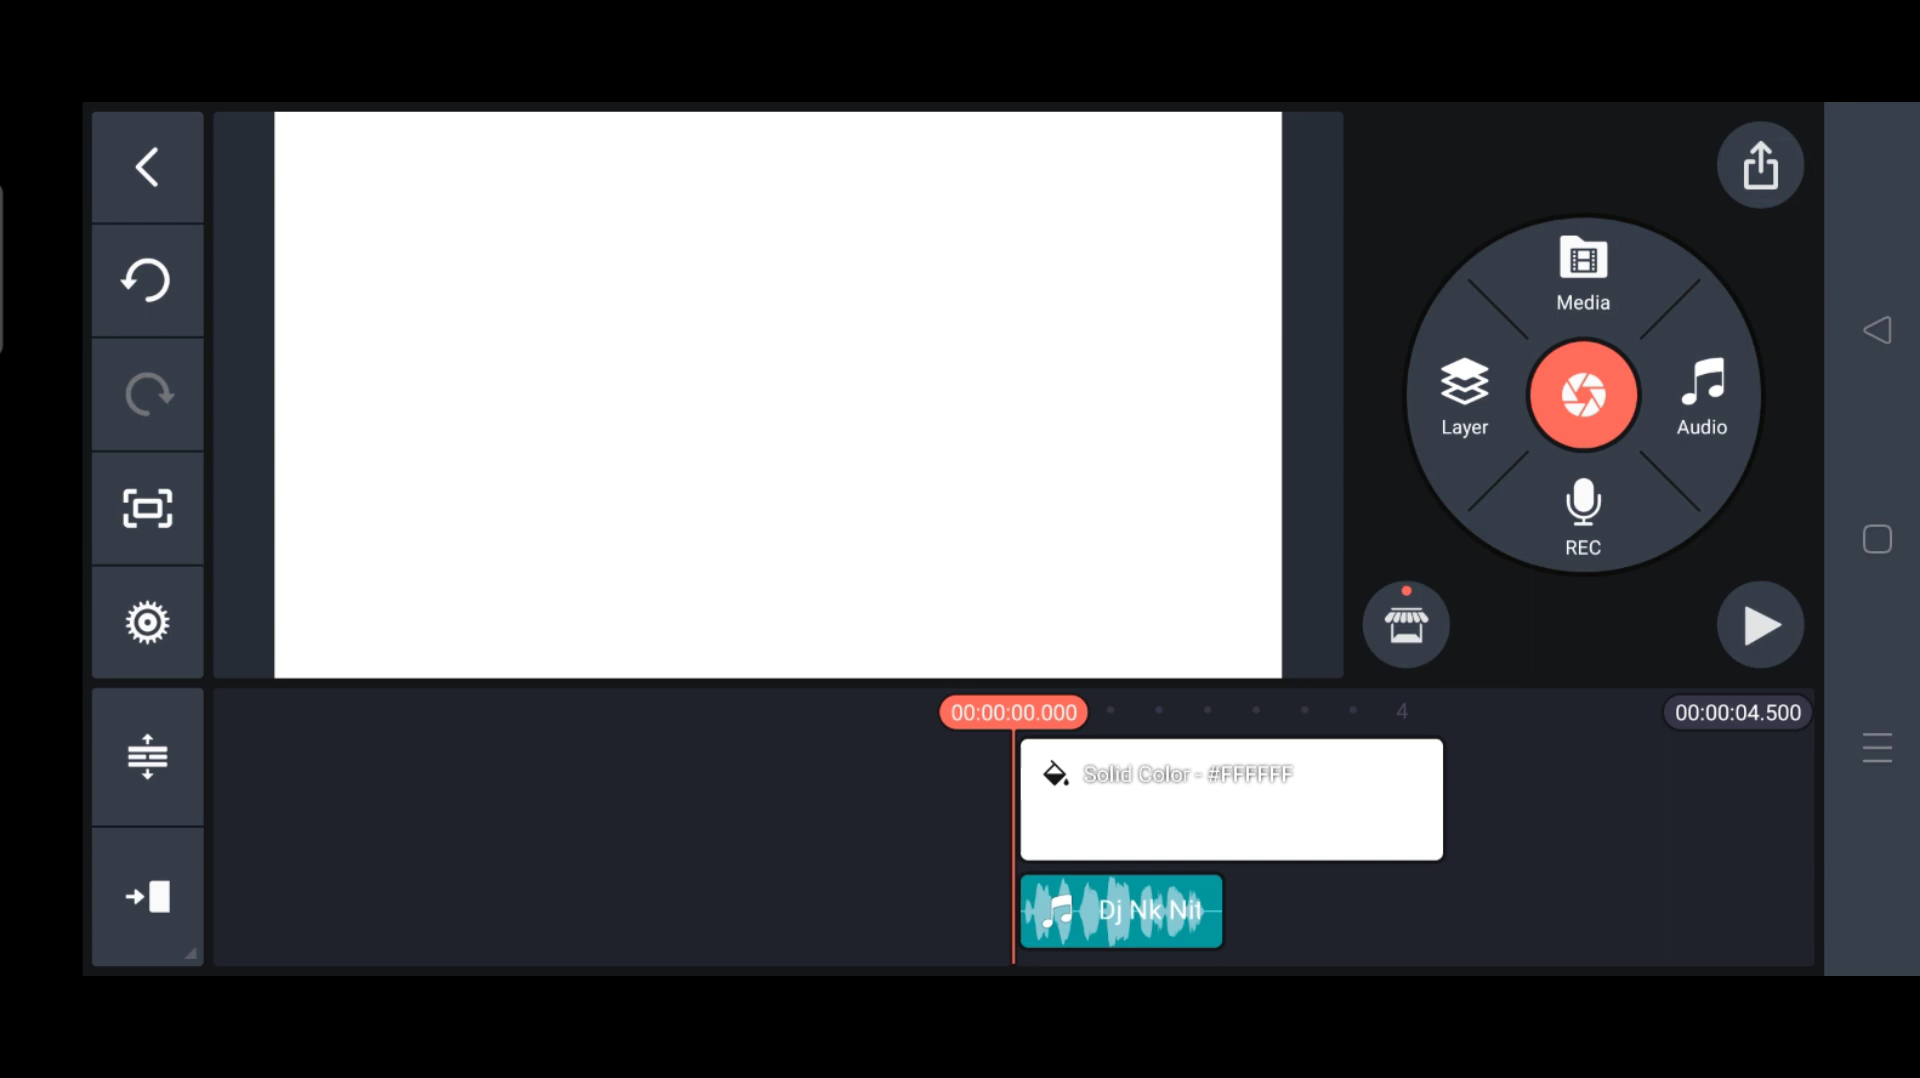 Media
Layer
Audio
REC
00:00:00.000
4
00:00:04.500
Solid Color - #FFFFFF
Dj Nk Nit